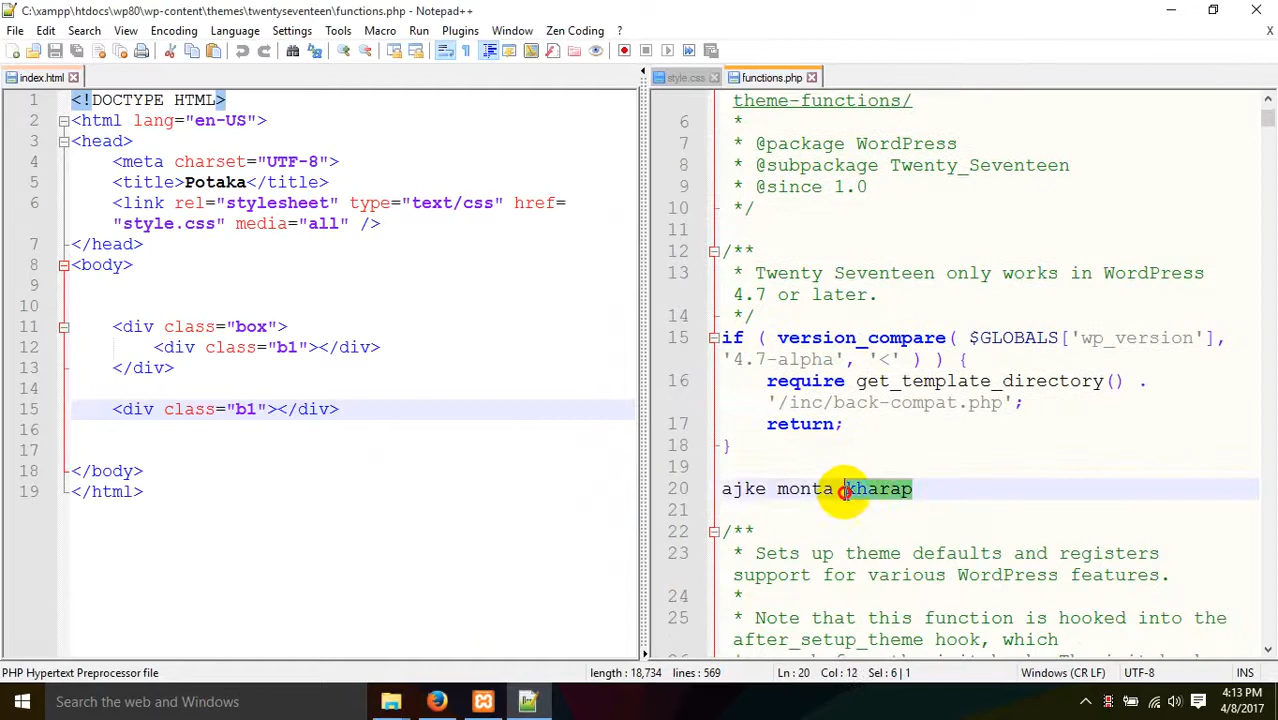 C:\xampp\htdocs\wp80\wp-content\themes\twentyseventeen\functions.php - Notepad++
File Edit Search View Encoding Language Settings Tools Macro Run Plugins Window Zen Coding ? X
index.html
style.css functions.php
1 <!DOCTYPE HTML>
2 <html lang="en-US">
3 <head>
4 <meta charset="UTF-8">
5 <title>Potaka</title>
6 <link rel="stylesheet" type="text/css" href=
"style.css" media="all" />
7 </head>
8 <body>
9
10
11 <div class="box">
12 <div class="b1"></div>
13 </div>
14
15 <div class="b1"></div>
16
17
18 </body>
19 </html>
theme-functions/
6 *
7 * @package WordPress
8 * @subpackage Twenty_Seventeen
9 * @since 1.0
10 */
11
12 /**
13 * Twenty Seventeen only works in WordPress
4.7 or later.
14 */
15 if ( version_compare( $GLOBALS['wp_version'],
'4.7-alpha', '<' ) ) {
16 require get_template_directory() .
'/inc/back-compat.php';
17 return;
18 }
19
20 ajke monta kharap
21
22 /**
23 * Sets up theme defaults and registers
support for various WordPress features.
24 *
25 * Note that this function is hooked into the
after_setup_theme hook, which
PHP Hypertext Preprocessor file length : 18,734 lines : 569 Ln : 20 Col : 12 Sel : 6 | 1 Windows (CR LF) UTF-8 INS
Search the web and Windows
4:13 PM
4/8/2017